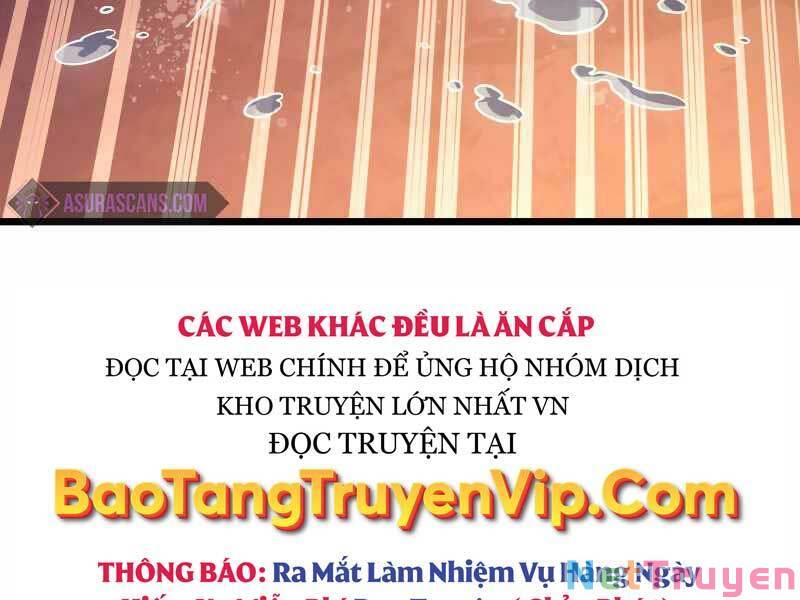 ASURASCANS.COM
CÁC WEB KHÁC ĐỀU LÀ ĂN CẮP
ĐỌC TẠI WEB CHÍNH ĐỂ ỦNG HỘ NHÓM DỊCH
KHO TRUYỆN LỚN NHẤT VN
ĐỌC TRUYỆN TẠI
BaoTangTruyenVip.Com
THÔNG BÁO: Ra Mắt Làm Nhiệm Vụ Hàng Ngày
NetTruyen